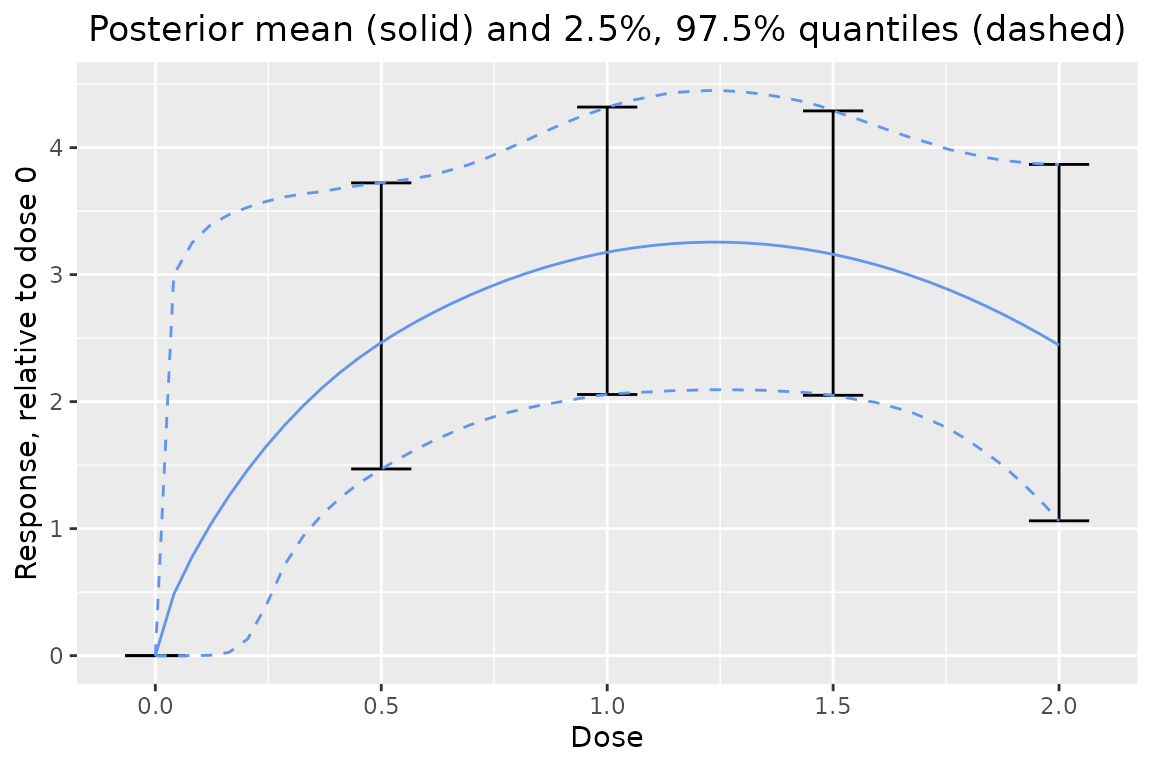 Posterior mean (solid) and 2.5%, 97.5% quantiles (dashed)
Response, relative to dose 0
4
3
2
1
0
0.0 0.5 1.0 1.5 2.0
Dose